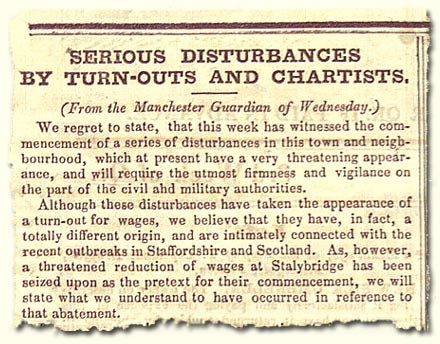 SERIOUS DISTURBANCES
BY TURN-OUTS AND CHARTISTS.
(From the Manchester Guardian of Wednesday.)
We regret to state, that this week has witnessed the com-
mencement of a series of disturbances in this town and neigh-
bourhood, which at present have a very threatening appear-
ance, and will require the utmost firmness and vigilance on
the part of the civil ahd military authorities.
Although these disturbances have taken the appearance of
a turn-out for wages, we believe that they have, in fact, a
totally different origin, and are intimately connected with the
recent outbreaks in Staffordshire and Scotland. As, however,
a threatened reduction of wages at Stalybridge has been
seized upon as the pretext for their commencement, we will
state what we understand to have occurred in reference to
that abatement.